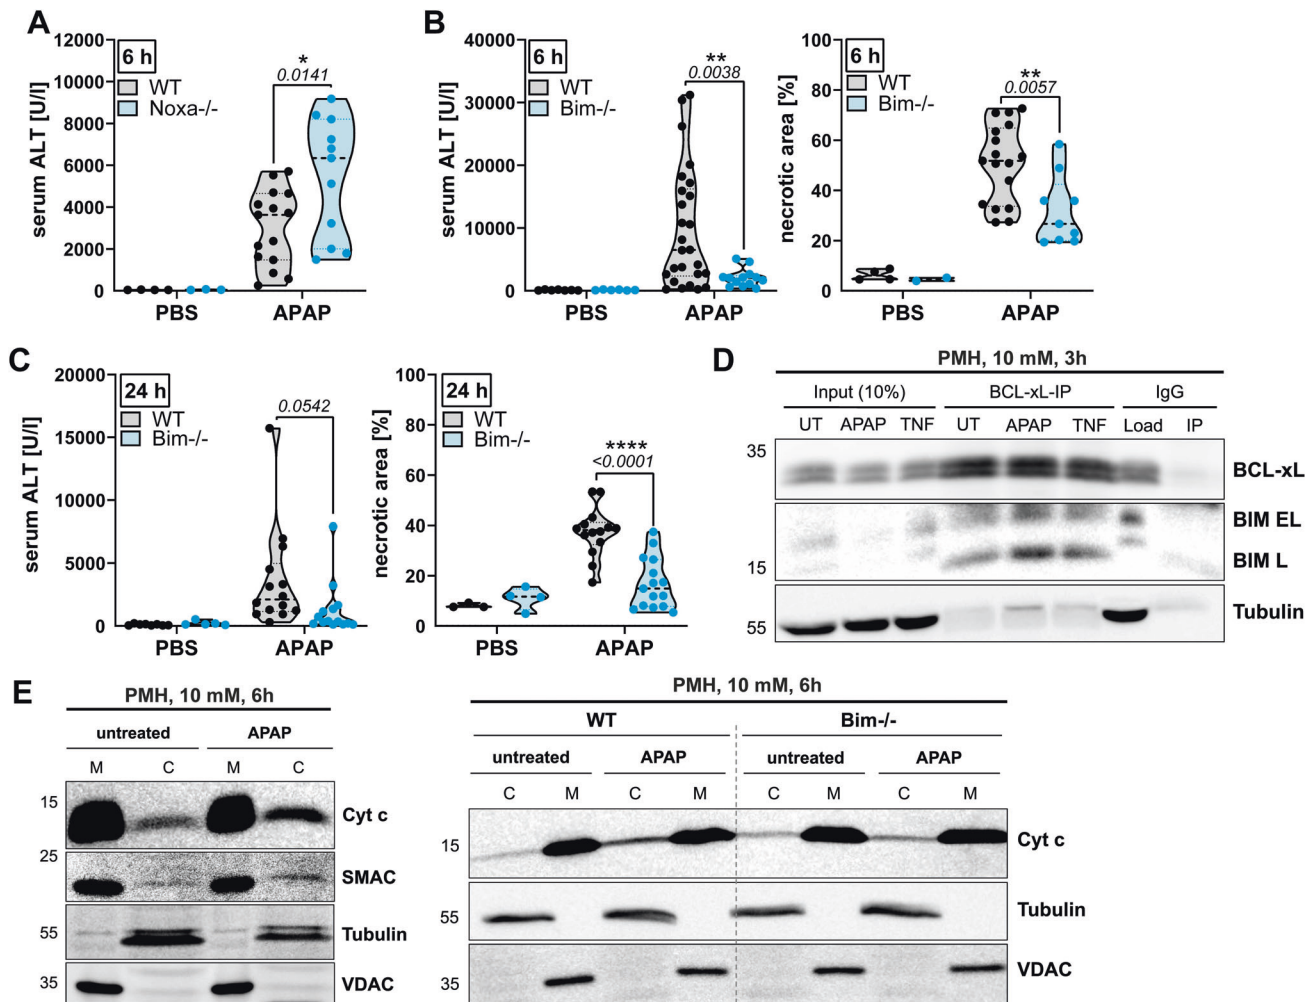 A
6 h
WT
Noxa-/-
*
0.0141
serum ALT [U/l]
12000
10000
8000
6000
4000
2000
0
PBS
APAP
B
6 h
WT
Bim-/-
**
0.0038
serum ALT [U/l]
40000
30000
20000
10000
0
PBS
APAP
6 h
WT
Bim-/-
**
0.0057
necrotic area [%]
100
80
60
40
20
0
PBS
APAP
C
24 h
WT
Bim-/-
0.0542
serum ALT [U/l]
20000
15000
10000
5000
0
PBS
APAP
24 h
WT
Bim-/-
****
<0.0001
necrotic area [%]
100
80
60
40
20
0
PBS
APAP
D
PMH, 10 mM, 3h
Input (10%) BCL-xL-IP IgG
UT APAP TNF UT APAP TNF Load IP
35
BCL-xL
BIM EL
15
BIM L
55
Tubulin
E
PMH, 10 mM, 6h
untreated APAP
M C M C
15
Cyt c
25
SMAC
55
Tubulin
35
VDAC
PMH, 10 mM, 6h
WT Bim-/-
untreated APAP untreated APAP
C M C M C M C M
15
Cyt c
55
Tubulin
35
VDAC